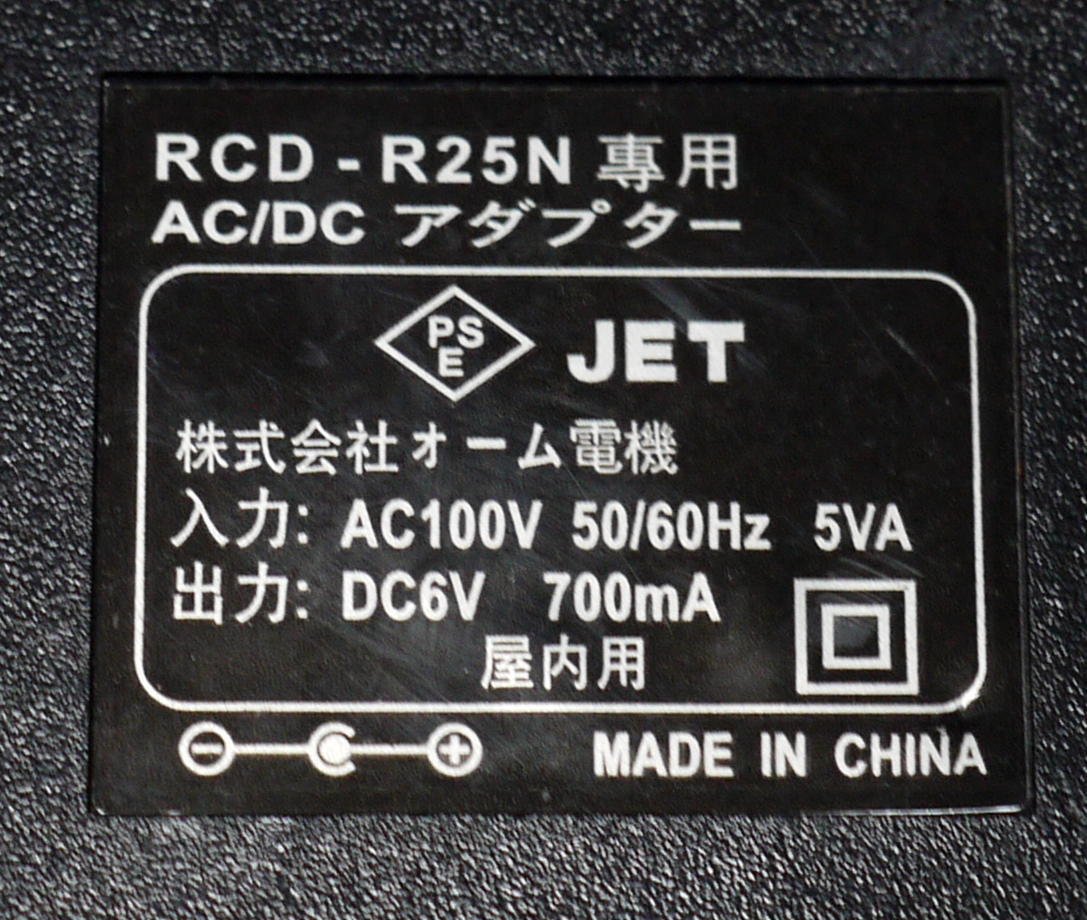 RCD - R25N 専用
AC/DC アダプター
PS
E
JET
株式会社オーム電機
入力: AC100V 50/60Hz 5VA
出力: DC6V 700mA
屋内用
MADE IN CHINA